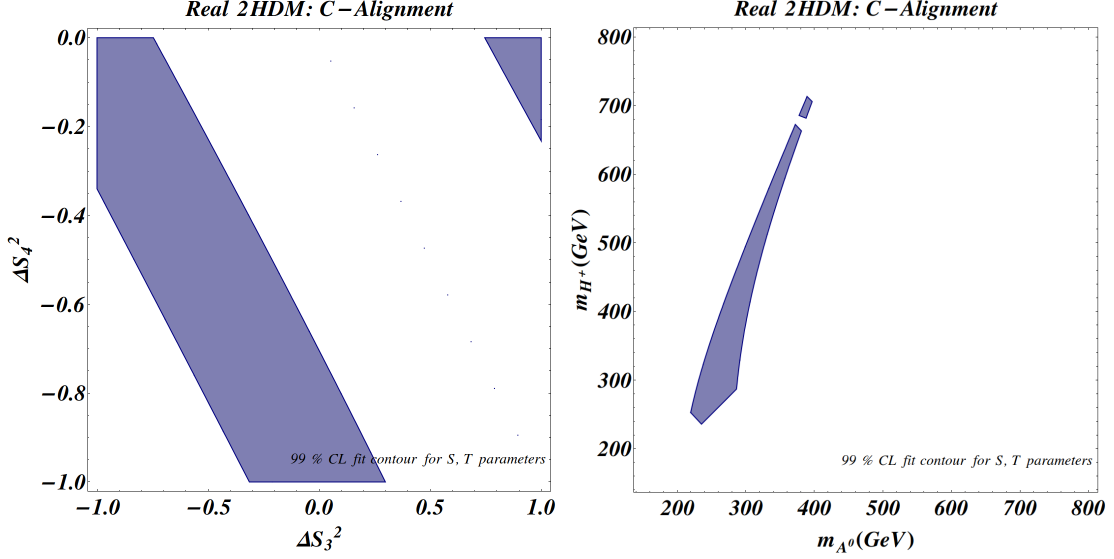 Real 2HDM: C−Alignment
0.0
−0.2
−0.4
−0.6
−0.8
−1.0
ΔS₄²
99 % CL fit contour for S, T parameters
−1.0 −0.5 0.0 0.5 1.0
ΔS₃²
Real 2HDM: C−Alignment
800
700
600
500
400
300
200
m_H⁺(GeV)
99 % CL fit contour for S, T parameters
200 300 400 500 600 700 800
m_A⁰(GeV)